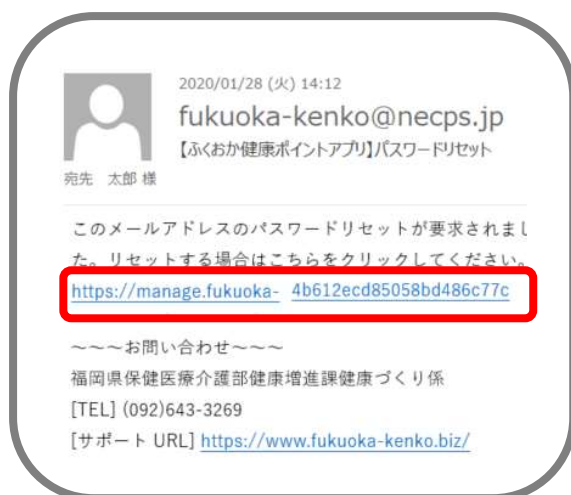 2020/01/28 (火) 14:12
fukuoka-kenko@necps.jp
【ふくおか健康ポイントアプリ】パスワードリセット
宛先 太郎 様
このメールアドレスのパスワードリセットが要求されまし
た。リセットする場合はこちらをクリックしてください。
https://manage.fukuoka- 4b612ecd85058bd486c77c
~~~お問い合わせ~~~
福岡県保健医療介護部健康増進課健康づくり係
[TEL] (092)643-3269
[サポート URL] https://www.fukuoka-kenko.biz/